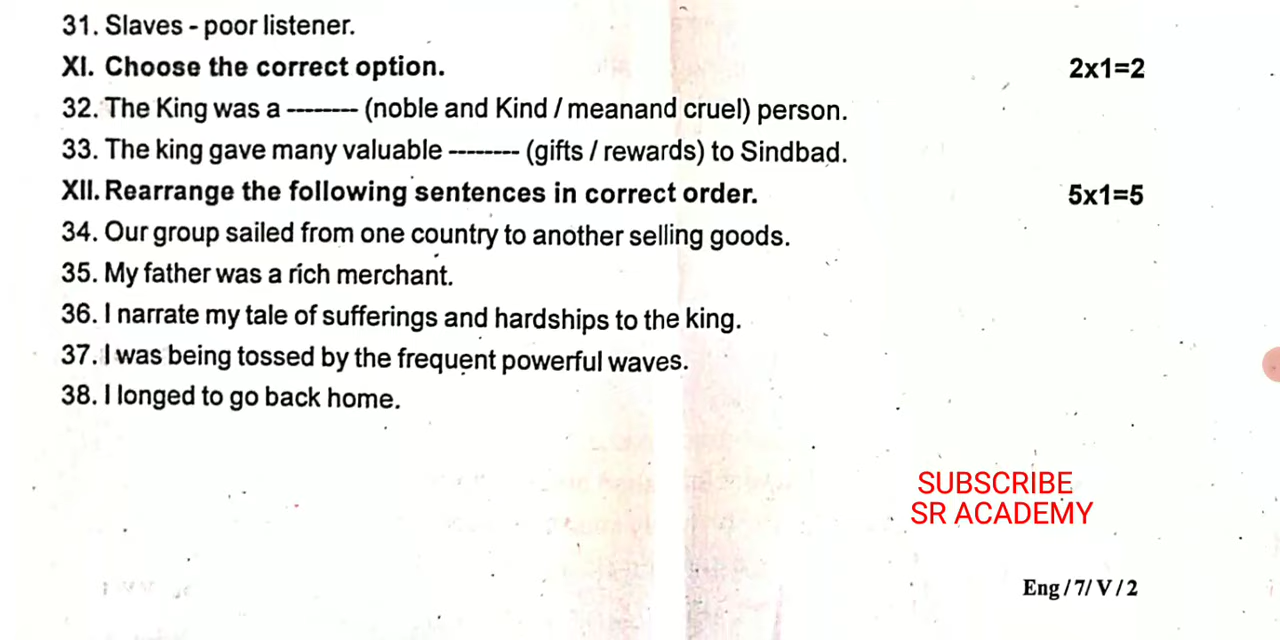 31. Slaves - poor listener.
XI. Choose the correct option. 2x1=2
32. The King was a -------- (noble and Kind / meanand cruel) person.
33. The king gave many valuable -------- (gifts / rewards) to Sindbad.
XII. Rearrange the following sentences in correct order. 5x1=5
34. Our group sailed from one country to another selling goods.
35. My father was a rich merchant.
36. I narrate my tale of sufferings and hardships to the king.
37. I was being tossed by the frequent powerful waves.
38. I longed to go back home.
SUBSCRIBE
SR ACADEMY
Eng / 7/ V / 2